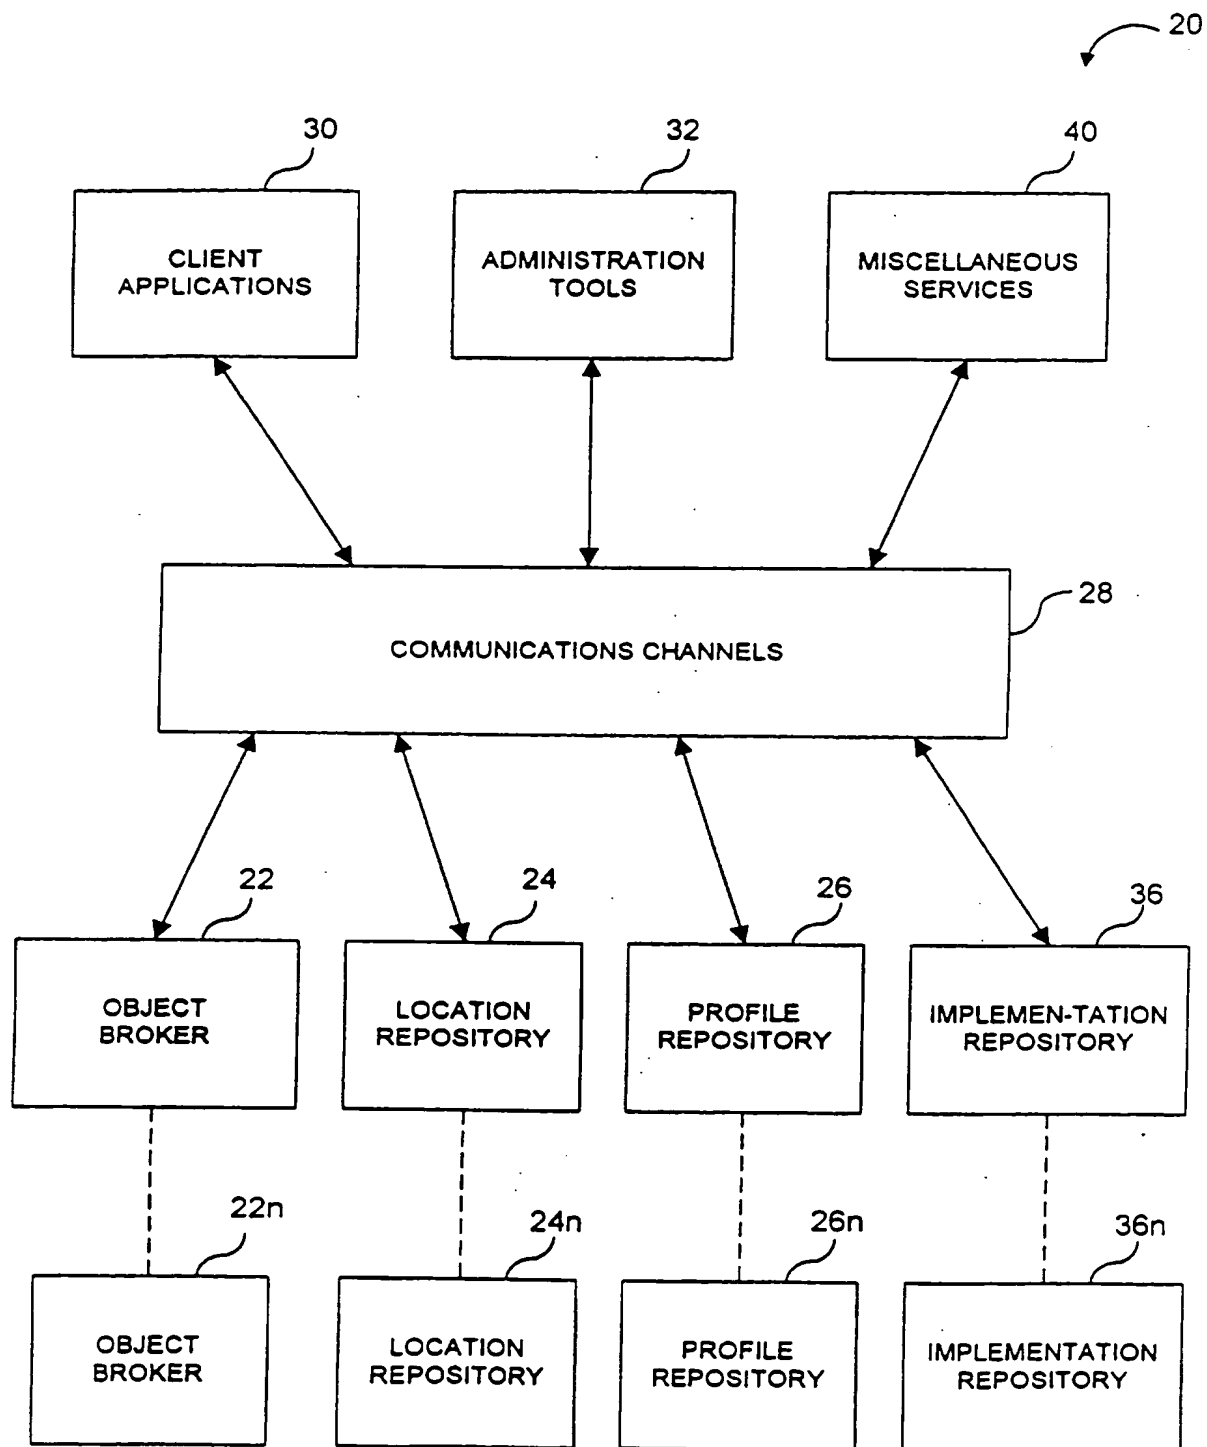 20
30
32
40
CLIENT
APPLICATIONS
ADMINISTRATION
TOOLS
MISCELLANEOUS
SERVICES
28
COMMUNICATIONS CHANNELS
22
24
26
36
OBJECT
BROKER
LOCATION
REPOSITORY
PROFILE
REPOSITORY
IMPLEMEN-TATION
REPOSITORY
22n
24n
26n
36n
OBJECT
BROKER
LOCATION
REPOSITORY
PROFILE
REPOSITORY
IMPLEMENTATION
REPOSITORY